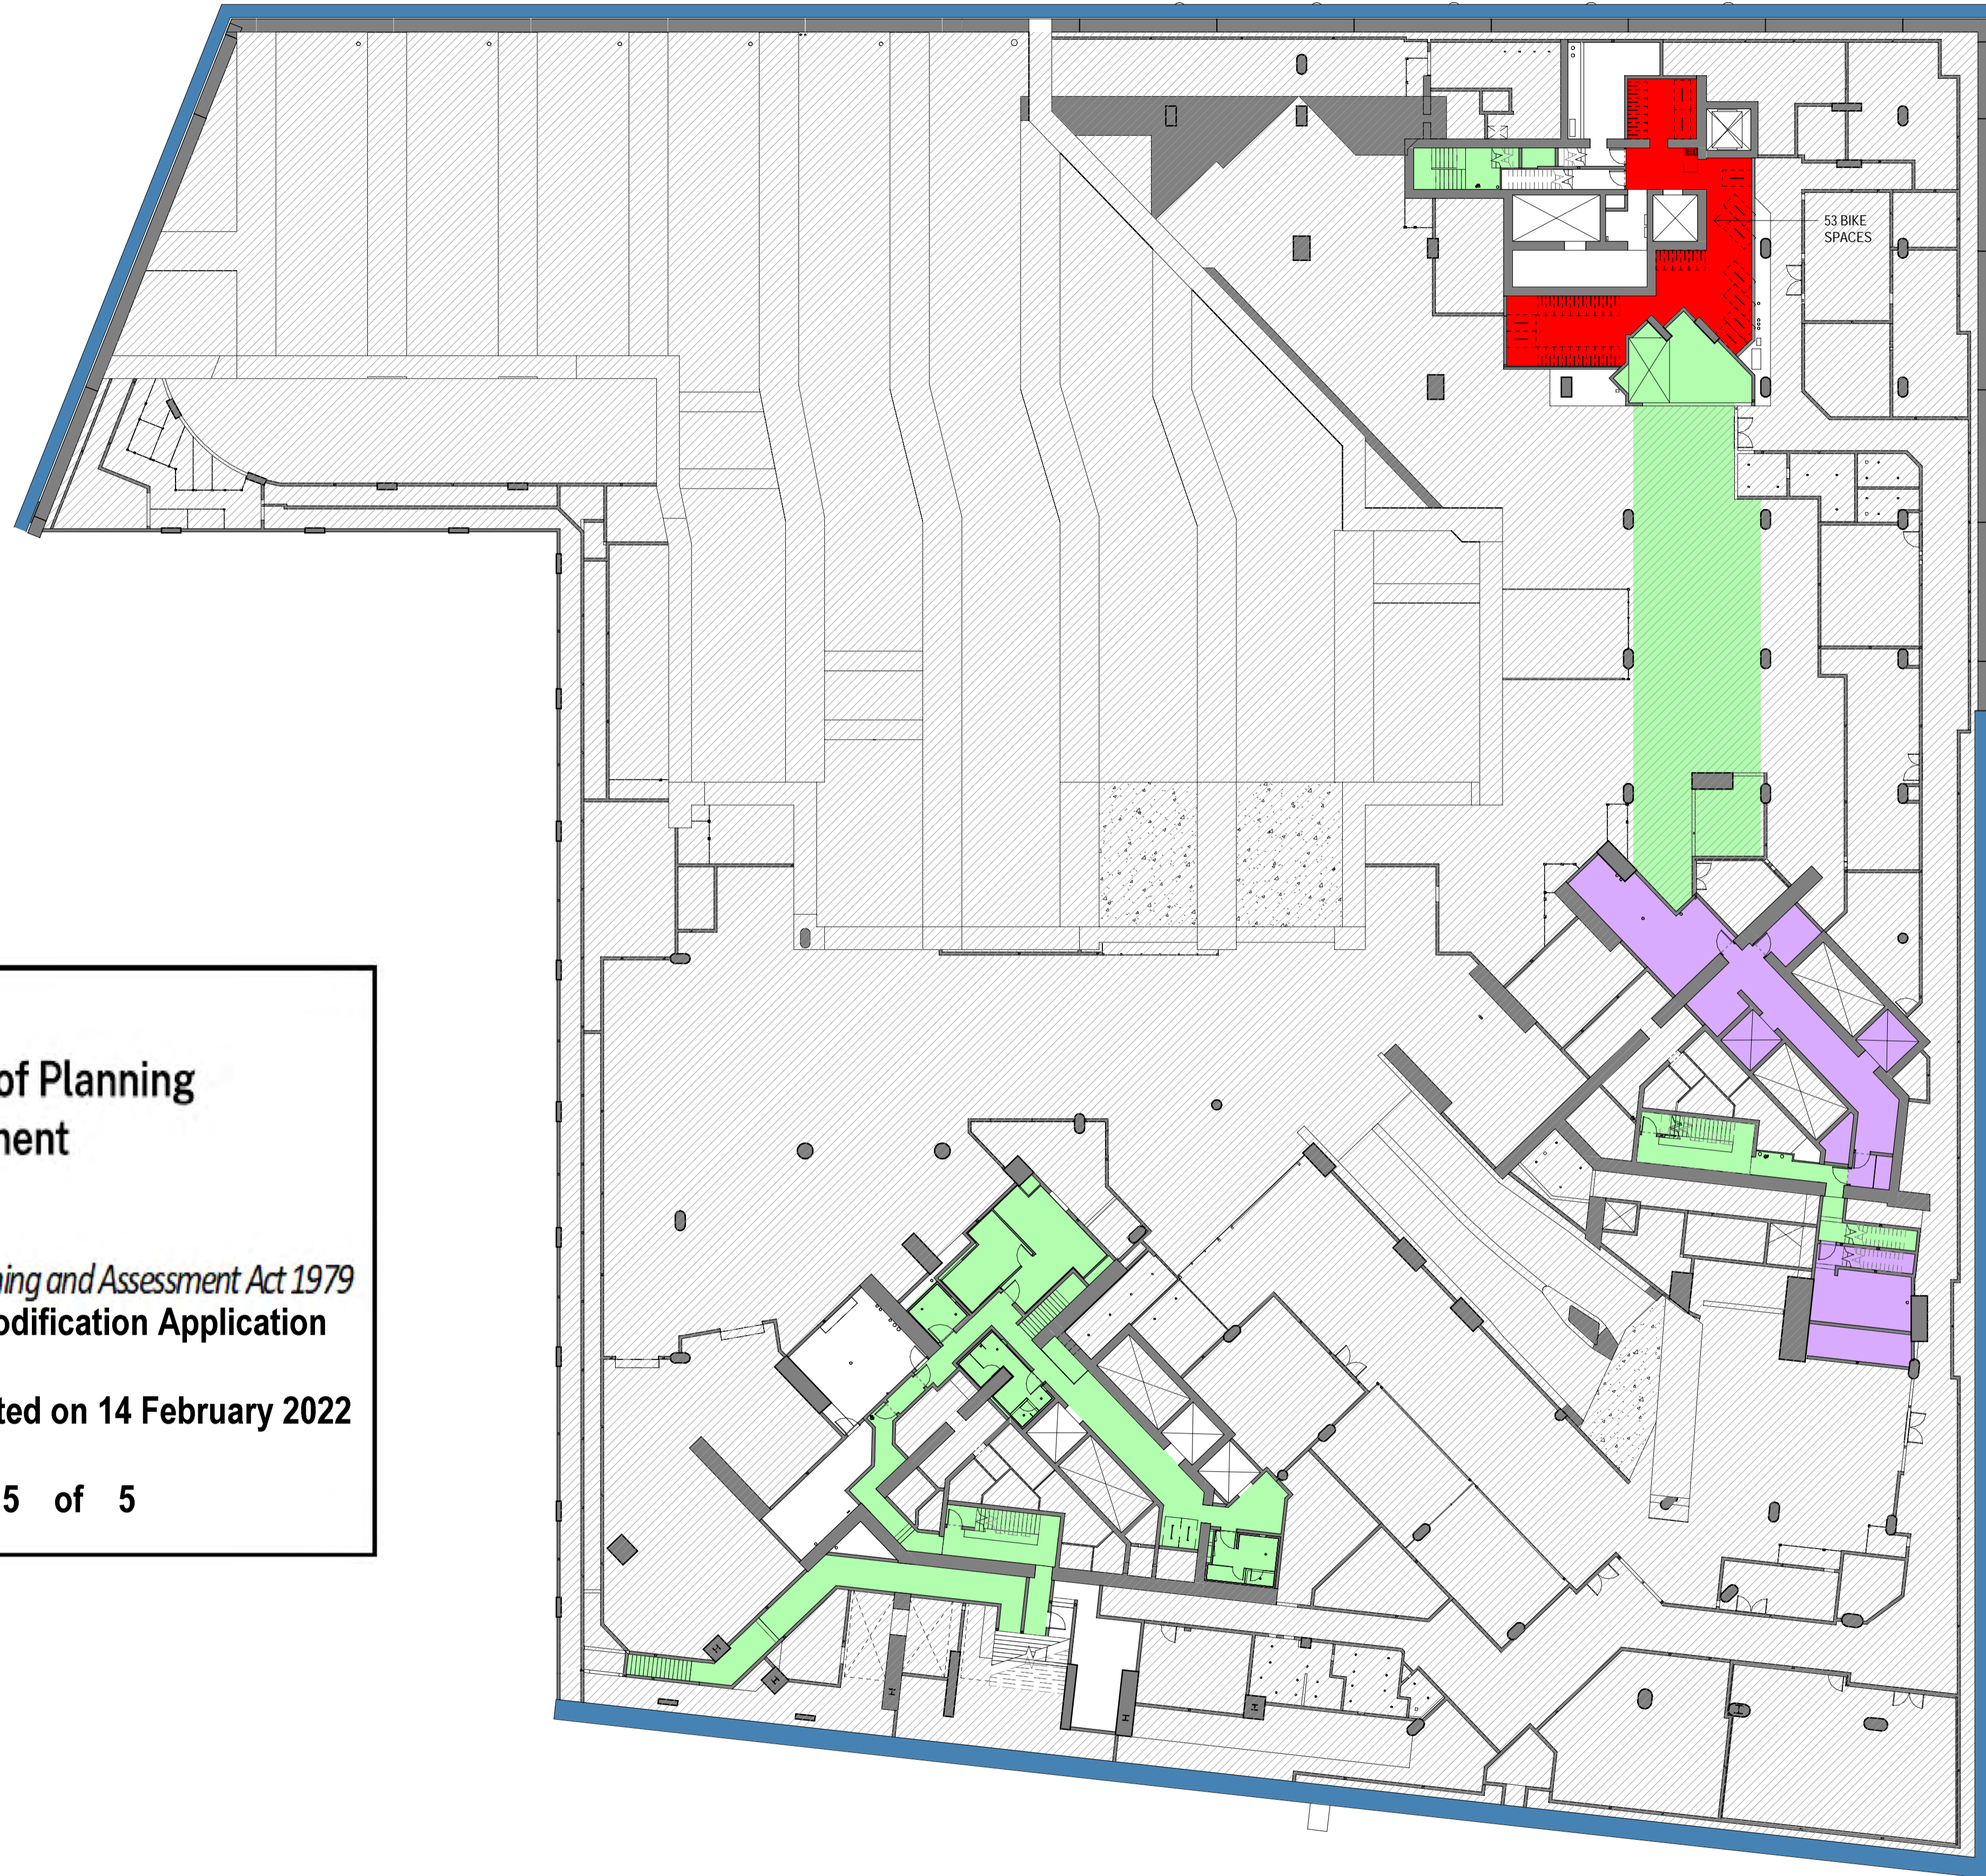 53 BIKE
SPACES
of Planning
ment
ning and Assessment Act 1979
odification Application
ted on 14 February 2022
5 of 5
H
H
H
H
H
H